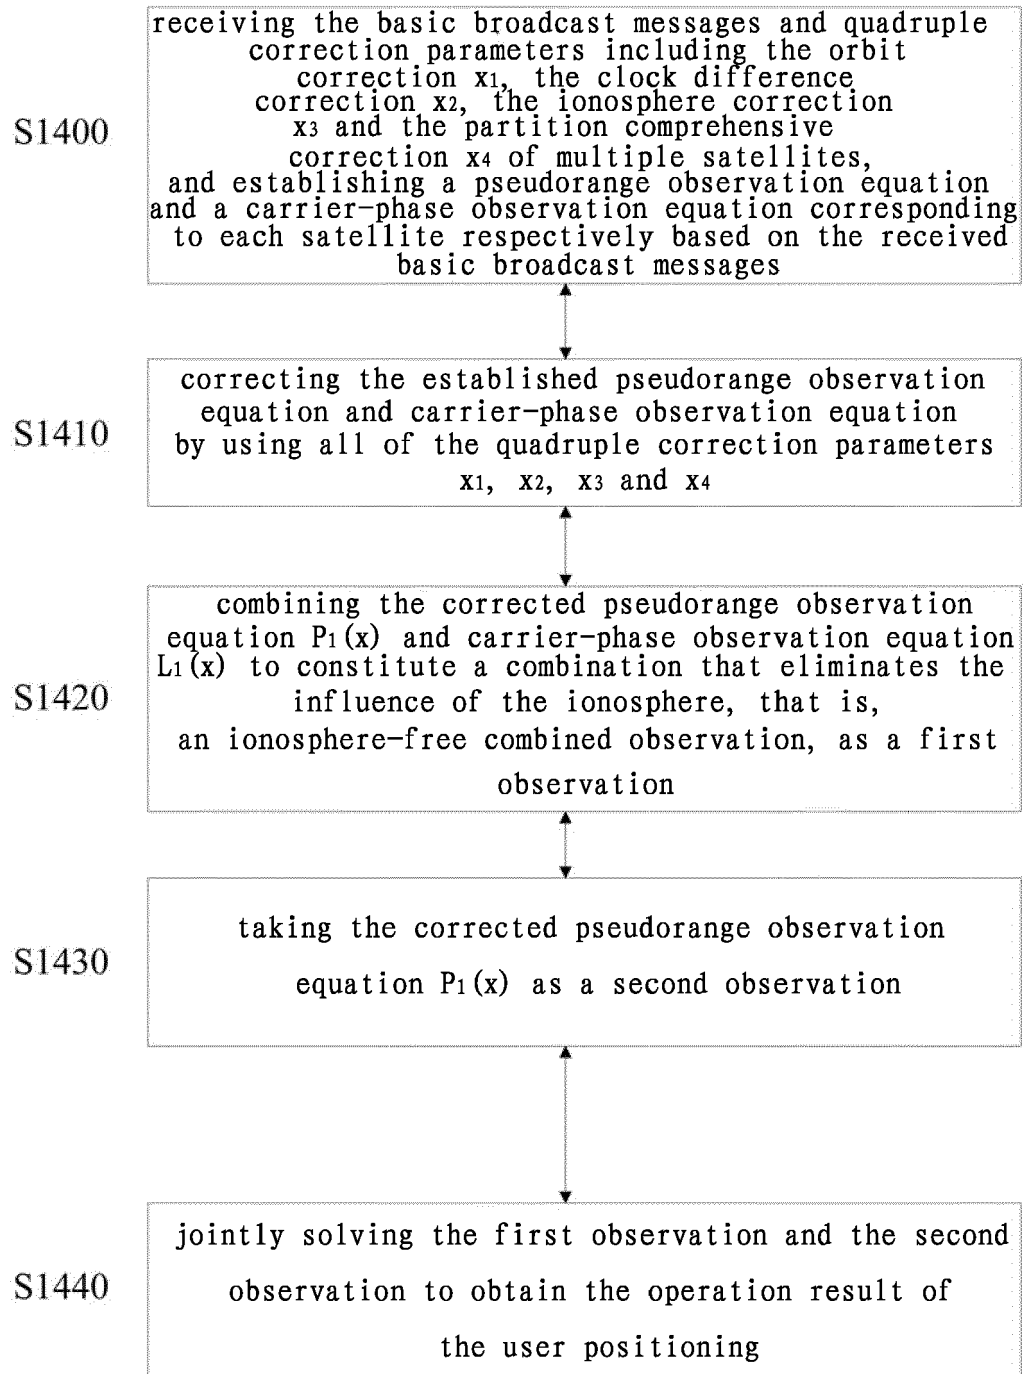 receiving the basic broadcast messages and quadruple
correction parameters including the orbit
correction x1, the clock difference
correction x2, the ionosphere correction
x3 and the partition comprehensive
correction x4 of multiple satellites,
and establishing a pseudorange observation equation
and a carrier-phase observation equation corresponding
to each satellite respectively based on the received
basic broadcast messages
S1400
correcting the established pseudorange observation
equation and carrier-phase observation equation
by using all of the quadruple correction parameters
x1, x2, x3 and x4
S1410
combining the corrected pseudorange observation
equation P1(x) and carrier-phase observation equation
L1(x) to constitute a combination that eliminates the
influence of the ionosphere, that is,
an ionosphere-free combined observation, as a first
observation
S1420
taking the corrected pseudorange observation
equation P1(x) as a second observation
S1430
jointly solving the first observation and the second
observation to obtain the operation result of
the user positioning
S1440